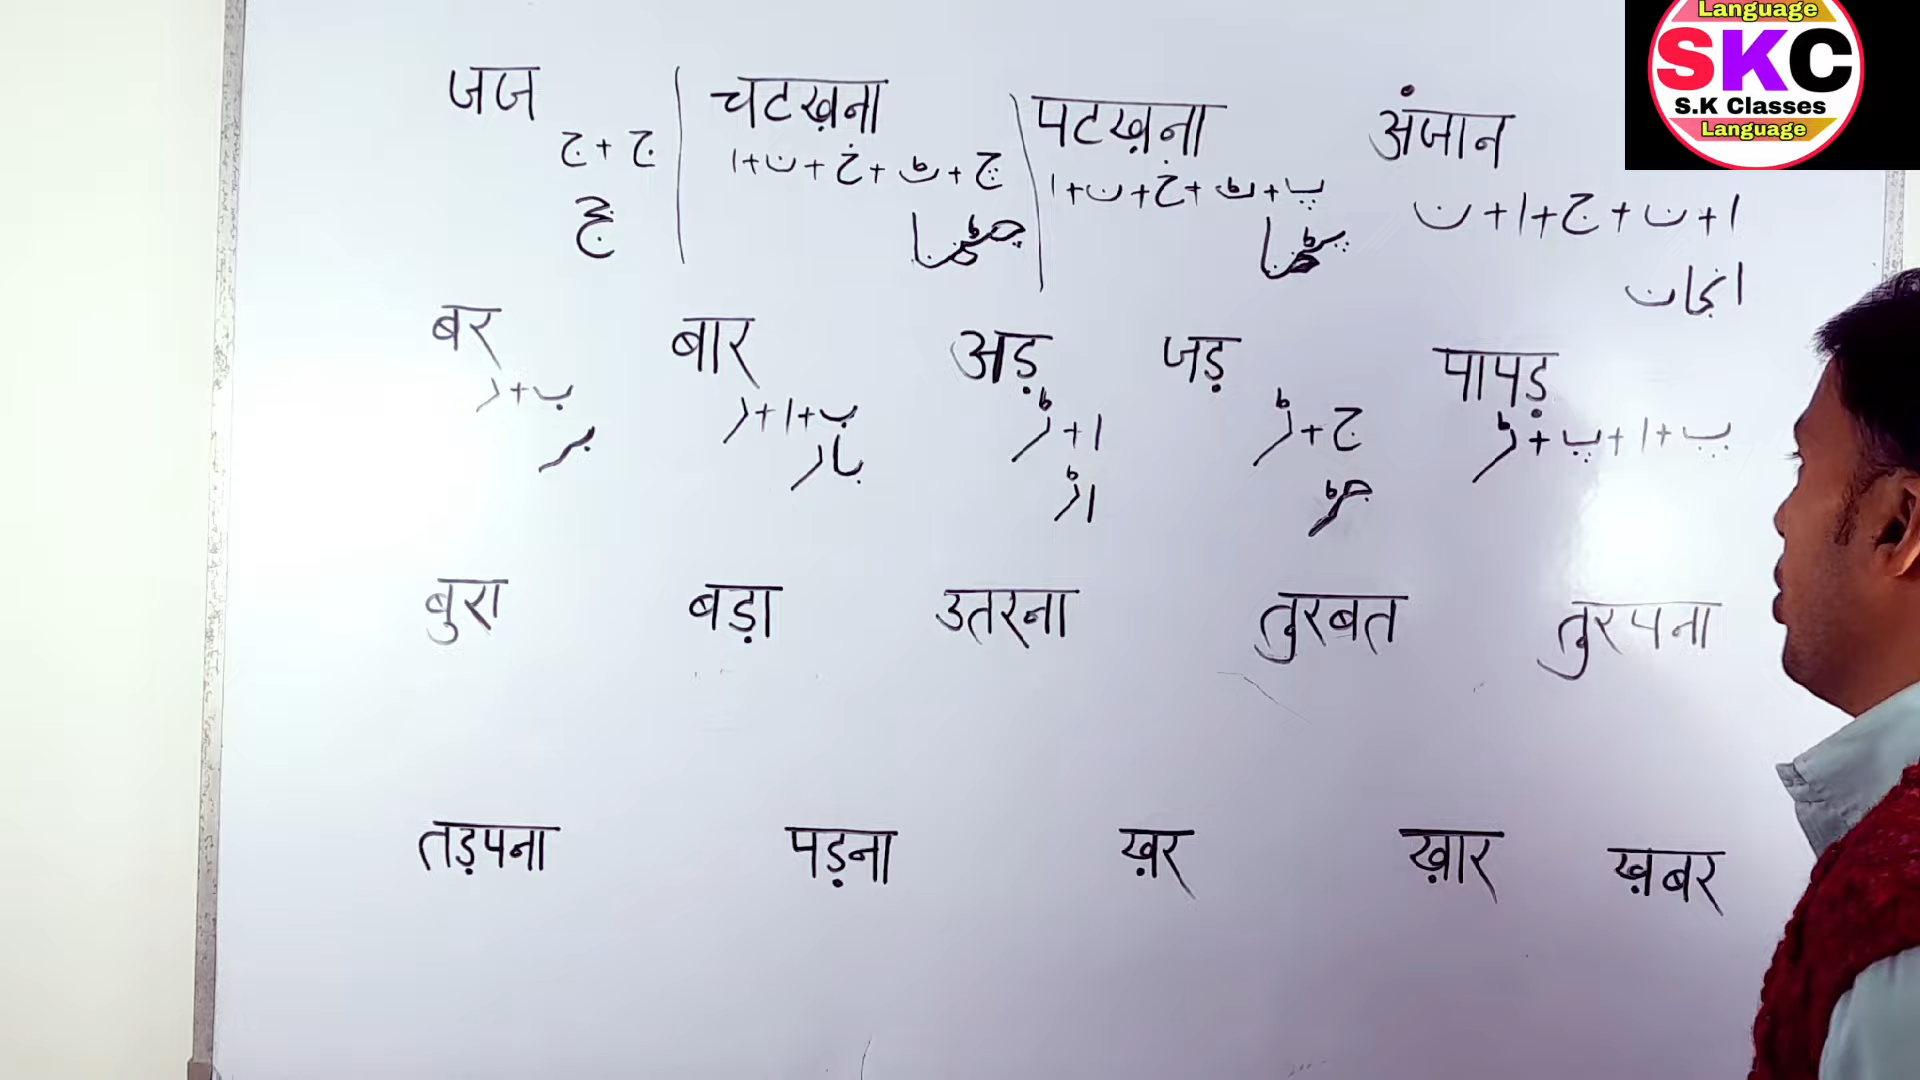 Language
SKC
S.K Classes
Language
जज चटख़ना पटख़ना अंजान
ج + ج
چ + ٹ + خ + ن + ا
پ + ٹ + خ + ن + ا
ا + ن + ج + ا + ن
جج چٹخنا پٹخنا انجان
बर बार अड़ जड़ पापड़
ب + ر
ب + ا + ر
ا + ڑ
ج + ڑ
پ + ا + پ + ڑ
بر بار اڑ جڑ
बुरा बड़ा उतरना तुरबत तुरपना
तड़पना पड़ना ख़र ख़ार ख़बर